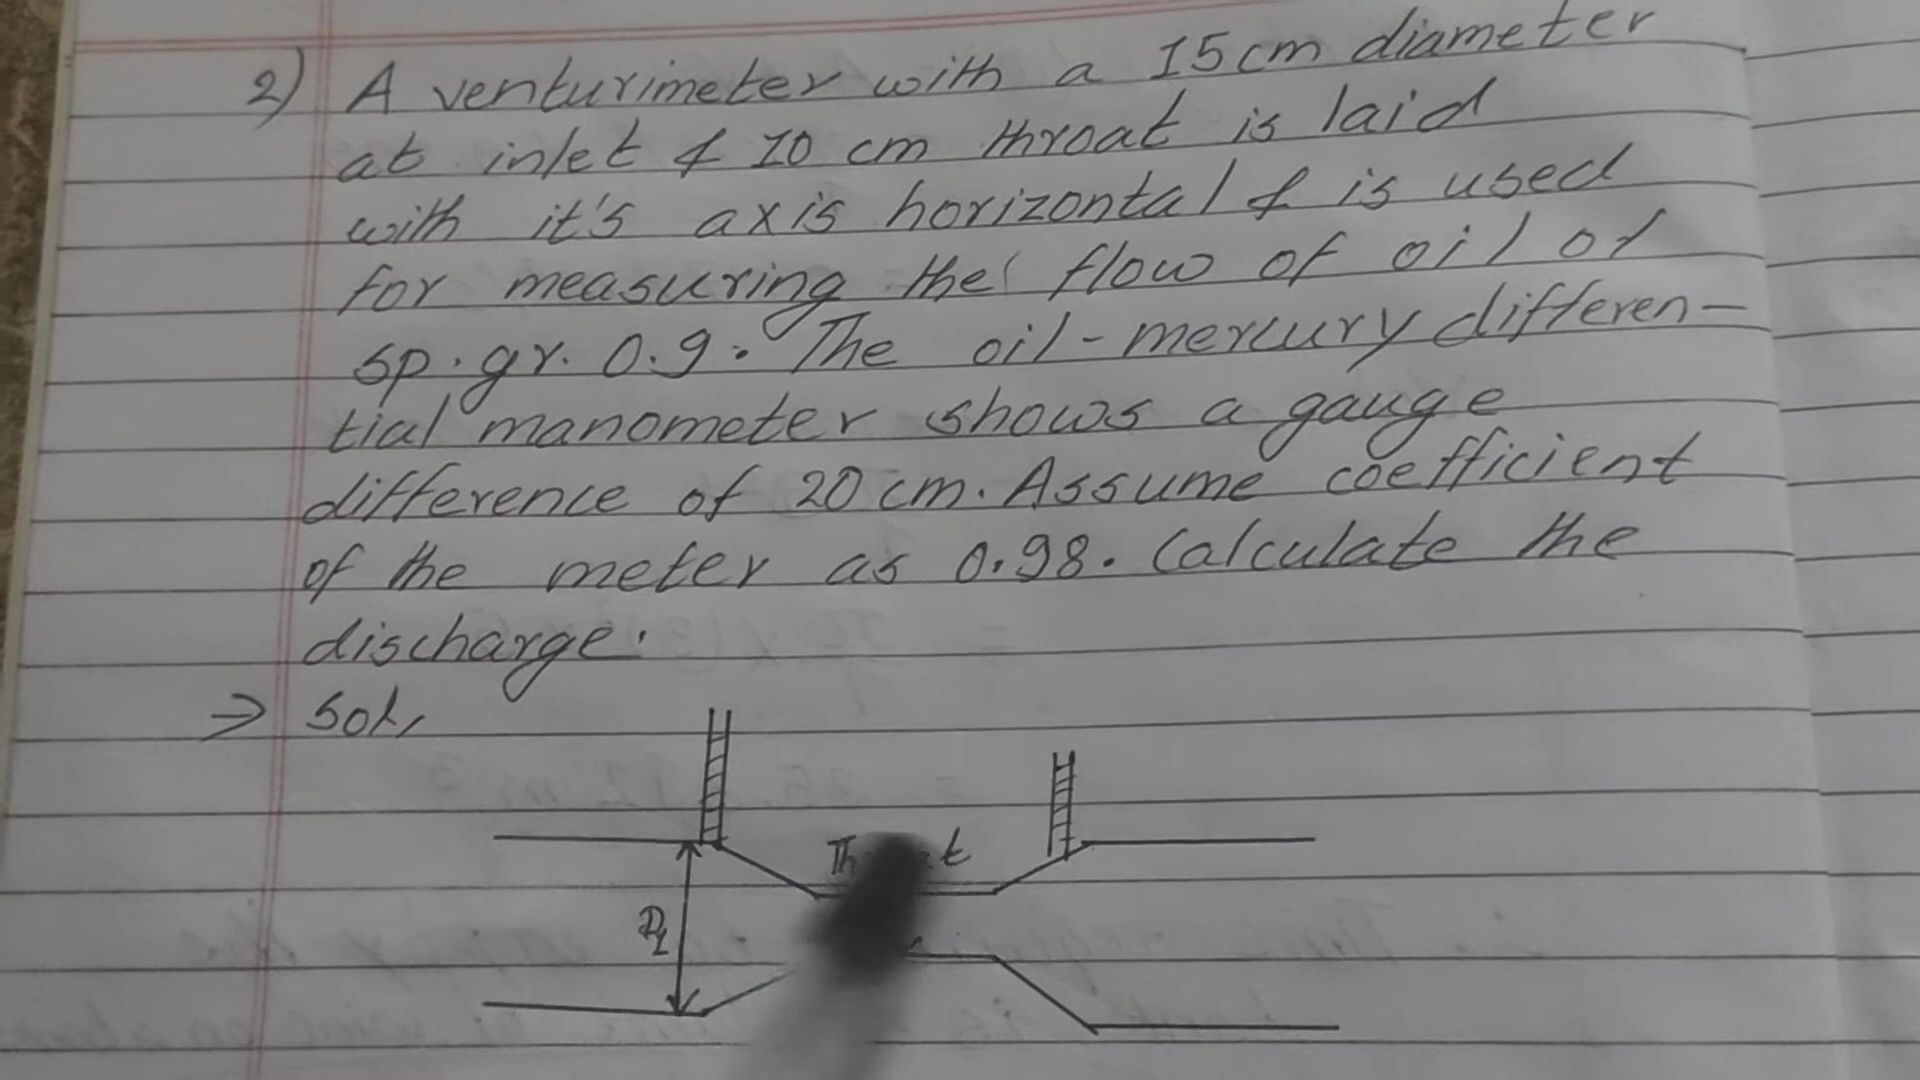 2) A venturimeter with a 15 cm diameter
at inlet & 10 cm throat is laid
with it's axis horizontal & is used
for measuring the flow of oil of
sp. gr. 0.9. The oil-mercury differen-
tial manometer shows a gauge
difference of 20 cm. Assume coefficient
of the meter as 0.98. Calculate the
discharge.
⇒ Sol,
D1